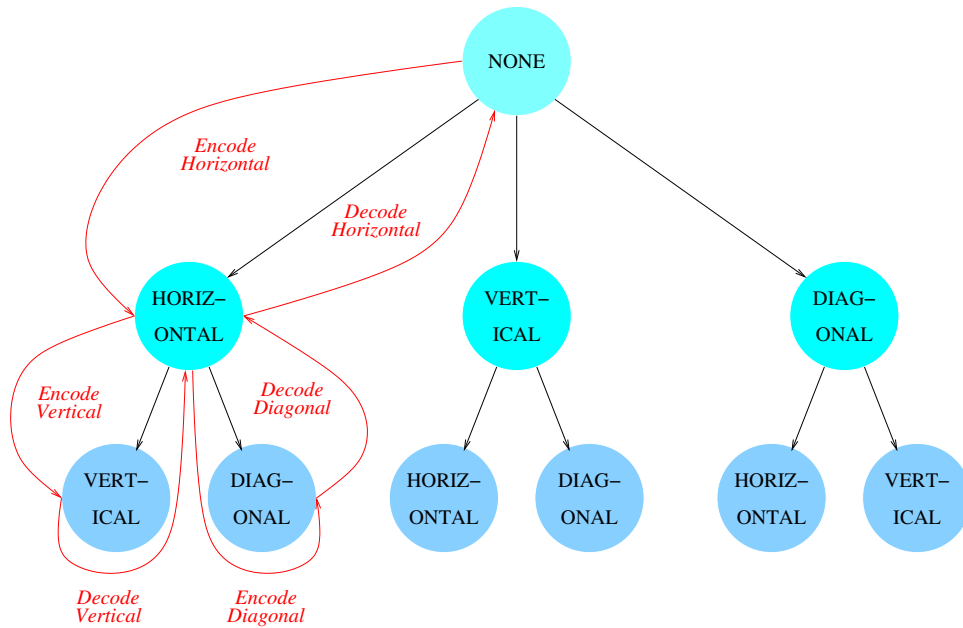 NONE
Encode
Horizontal
Decode
Horizontal
HORIZ−
ONTAL
VERT−
ICAL
DIAG−
ONAL
Encode
Vertical
Decode
Diagonal
VERT−
ICAL
DIAG−
ONAL
HORIZ−
ONTAL
DIAG−
ONAL
HORIZ−
ONTAL
VERT−
ICAL
Decode
Vertical
Encode
Diagonal